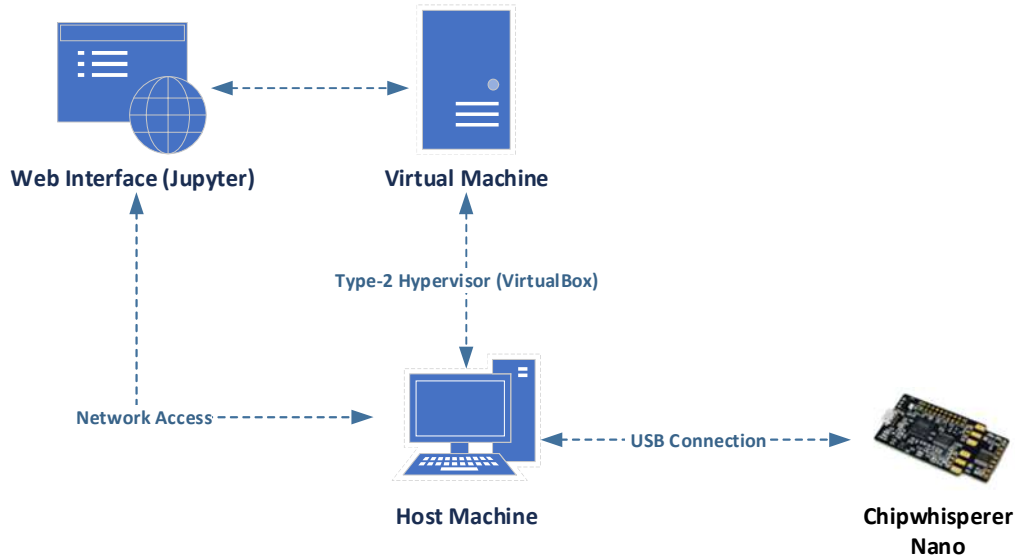 Web Interface (Jupyter)
Virtual Machine
Type-2 Hypervisor (VirtualBox)
Network Access
USB Connection
Host Machine
Chipwhisperer
Nano